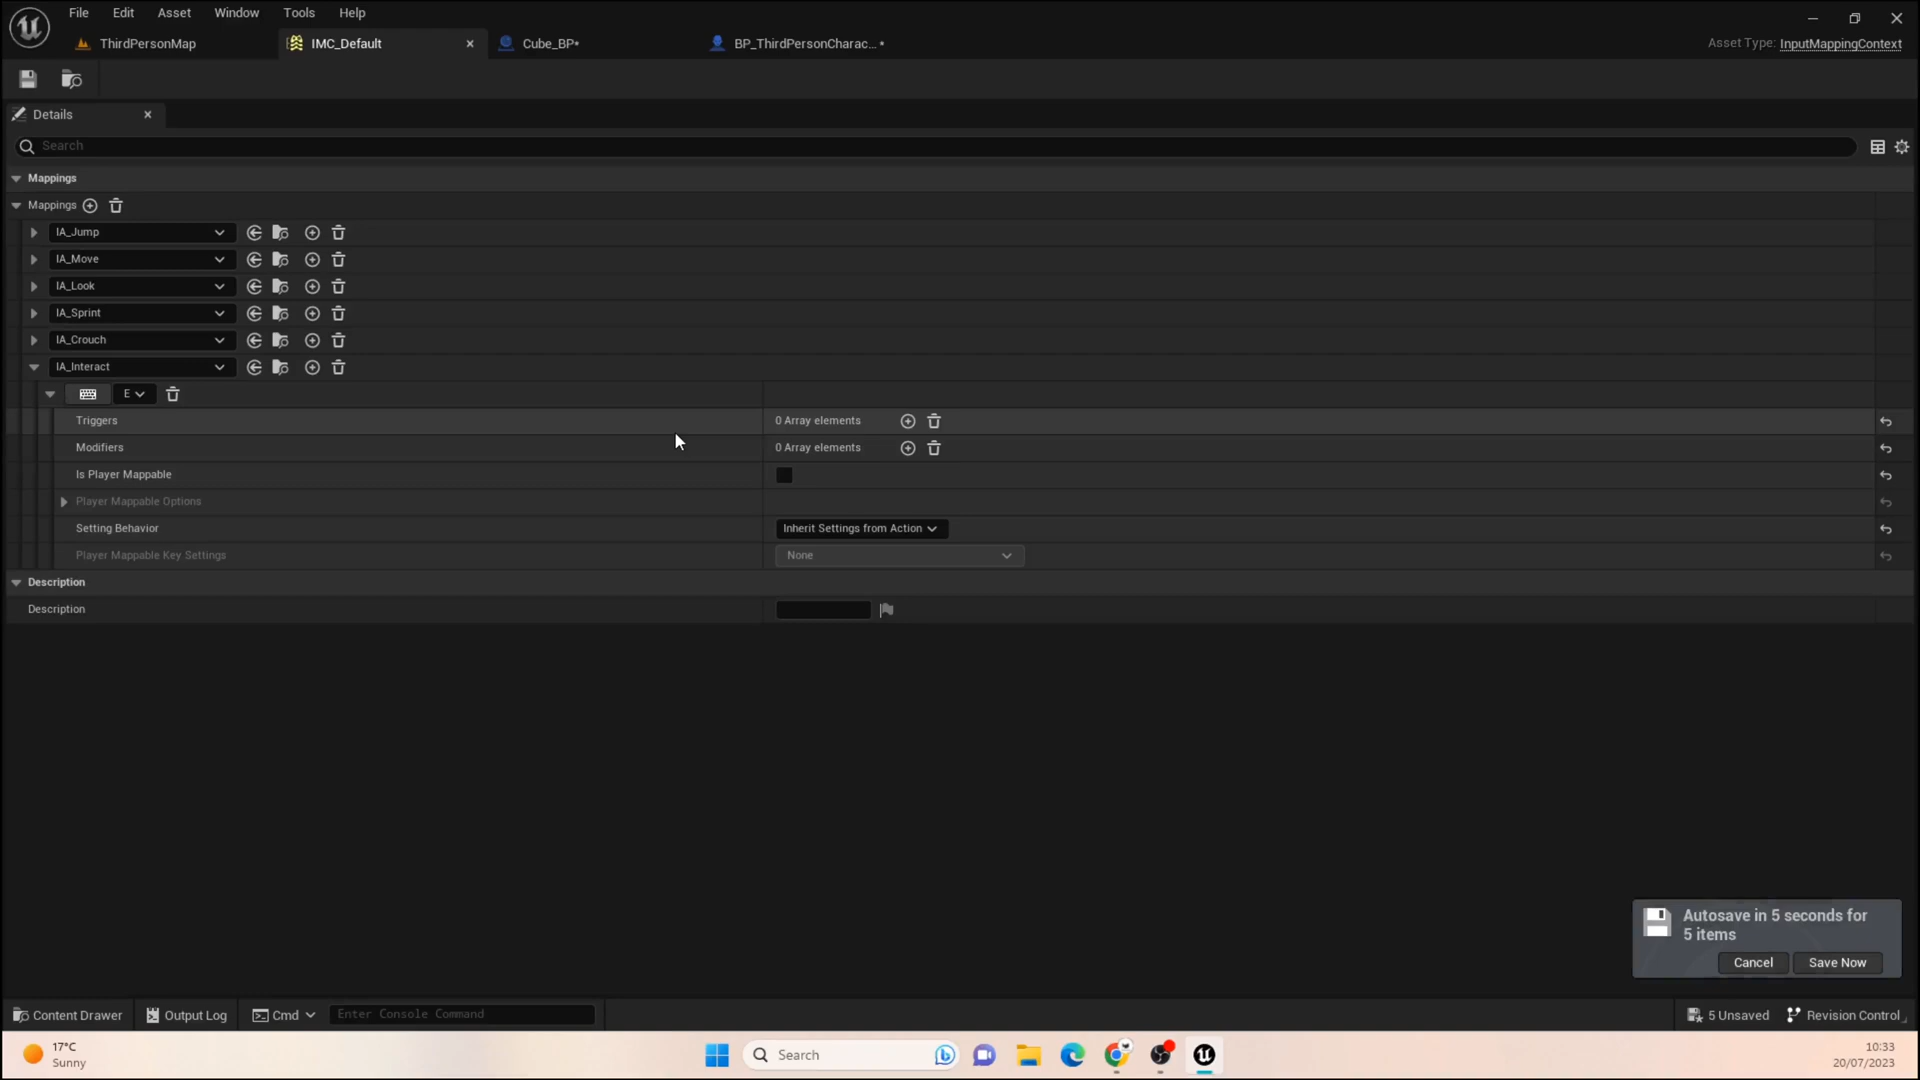 File Edit Asset Window Tools Help
ThirdPersonMap IMC_Default Cube_BP* BP_ThirdPersonCharac... * Asset Type: InputMappingContext
Details
Search
Mappings
Mappings
IA_Jump
IA_Move
IA_Look
IA_Sprint
IA_Crouch
IA_Interact
E
Triggers 0 Array elements
Modifiers 0 Array elements
Is Player Mappable
Player Mappable Options
Setting Behavior Inherit Settings from Action
Player Mappable Key Settings None
Description
Description
Autosave in 5 seconds for
5 items
Cancel Save Now
Content Drawer Output Log Cmd Enter Console Command 5 Unsaved Revision Control
17°C
Sunny
Search
10:33
20/07/2023